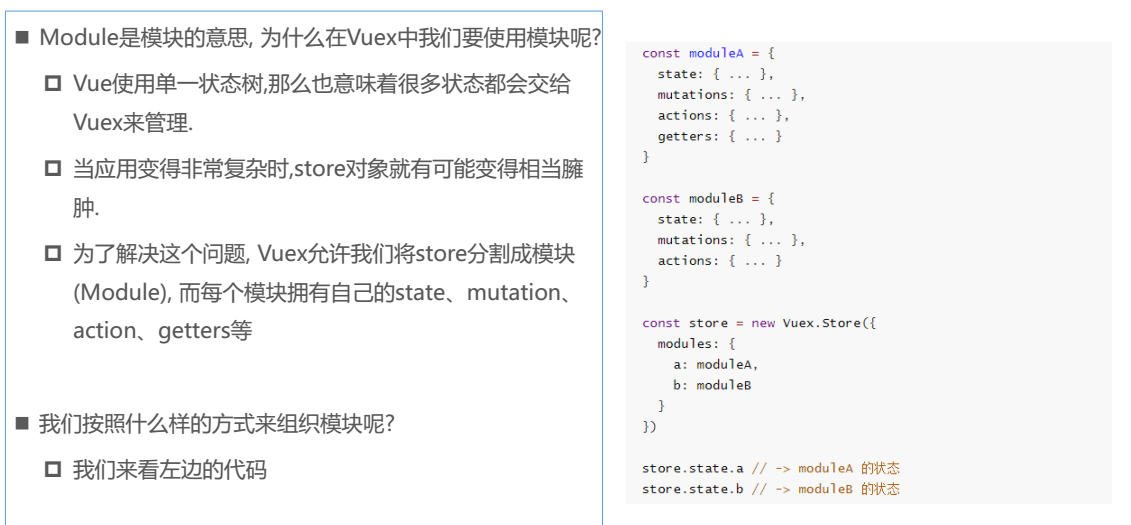 Module是模块的意思, 为什么在Vuex中我们要使用模块呢?
Vue使用单一状态树,那么也意味着很多状态都会交给
Vuex来管理.
当应用变得非常复杂时,store对象就有可能变得相当臃
肿.
为了解决这个问题, Vuex允许我们将store分割成模块
(Module), 而每个模块拥有自己的state、mutation、
action、getters等
我们按照什么样的方式来组织模块呢?
我们来看左边的代码
const moduleA = {
  state: { ... },
  mutations: { ... },
  actions: { ... },
  getters: { ... }
}
const moduleB = {
  state: { ... },
  mutations: { ... },
  actions: { ... }
}
const store = new Vuex.Store({
  modules: {
    a: moduleA,
    b: moduleB
  }
})
store.state.a // -> moduleA 的状态
store.state.b // -> moduleB 的状态